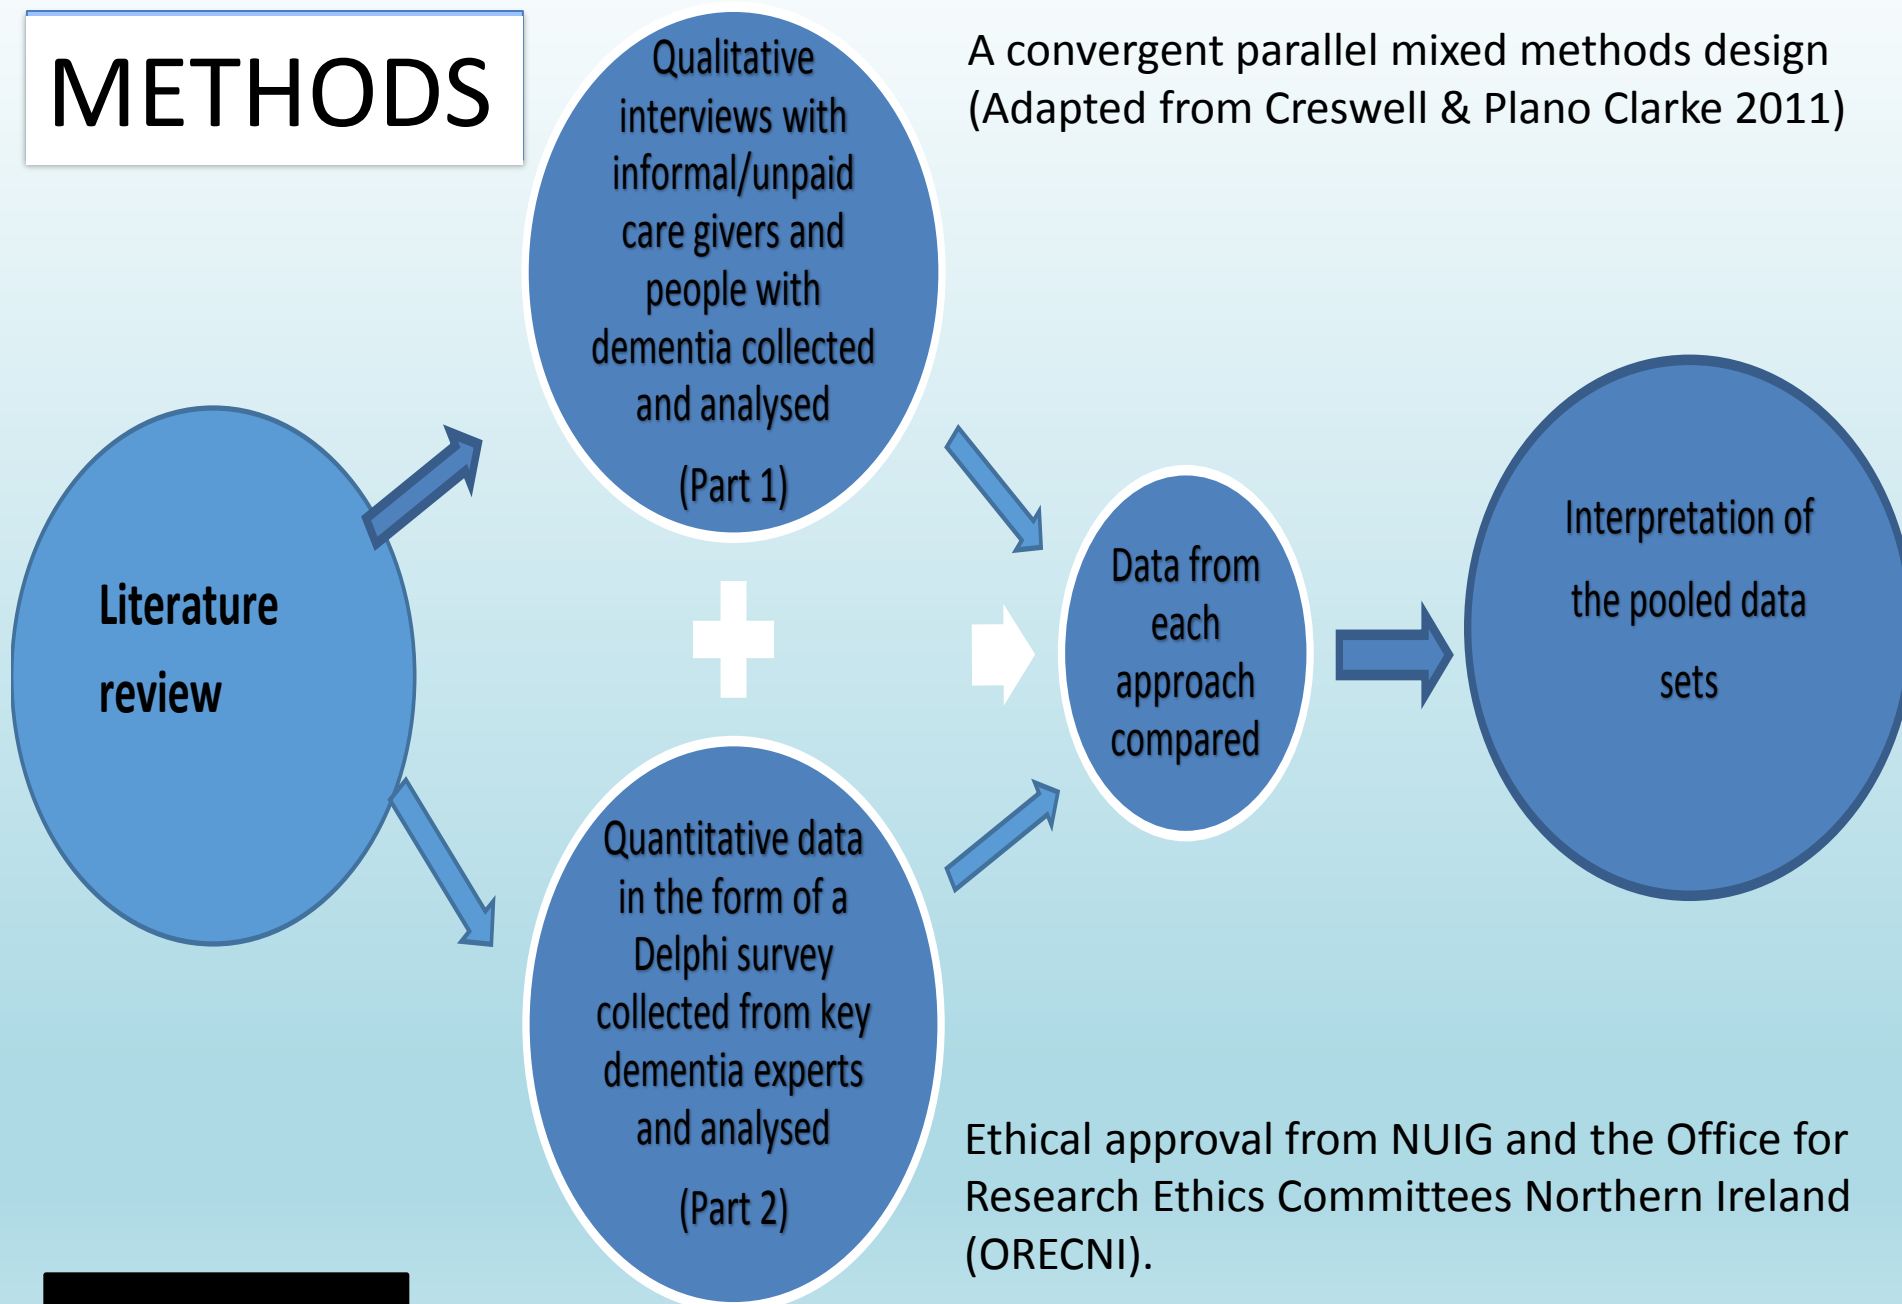 METHODS
A convergent parallel mixed methods design
(Adapted from Creswell & Plano Clarke 2011)
Literature
review
Qualitative
interviews with
informal/unpaid
care givers and
people with
dementia collected
and analysed
(Part 1)
Quantitative data
in the form of a
Delphi survey
collected from key
dementia experts
and analysed
(Part 2)
Data from
each
approach
compared
Interpretation of
the pooled data
sets
Ethical approval from NUIG and the Office for
Research Ethics Committees Northern Ireland
(ORECNI).